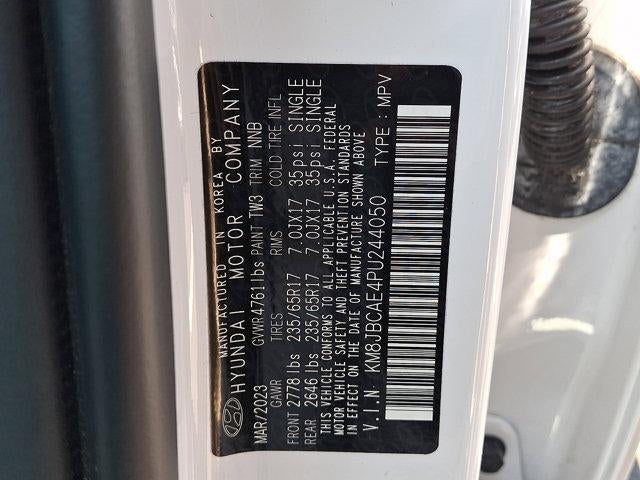 MANUFACTURED IN KOREA BY
HYUNDAI MOTOR COMPANY
MAR/2023 GVWR 4761 lbs PAINT TW3 TRIM NNB
GAWR TIRES RIMS COLD TIRE INFL
FRONT 2778 lbs 235/65R17 7.0JX17 35psi SINGLE
REAR 2646 lbs 235/65R17 7.0JX17 35psi SINGLE
THIS VEHICLE CONFORMS TO ALL APPLICABLE U.S.A. FEDERAL
MOTOR VEHICLE SAFETY AND THEFT PREVENTION STANDARDS
IN EFFECT ON THE DATE OF MANUFACTURE SHOWN ABOVE
V.I.N KM8JBCAE4PU244050 TYPE : MPV